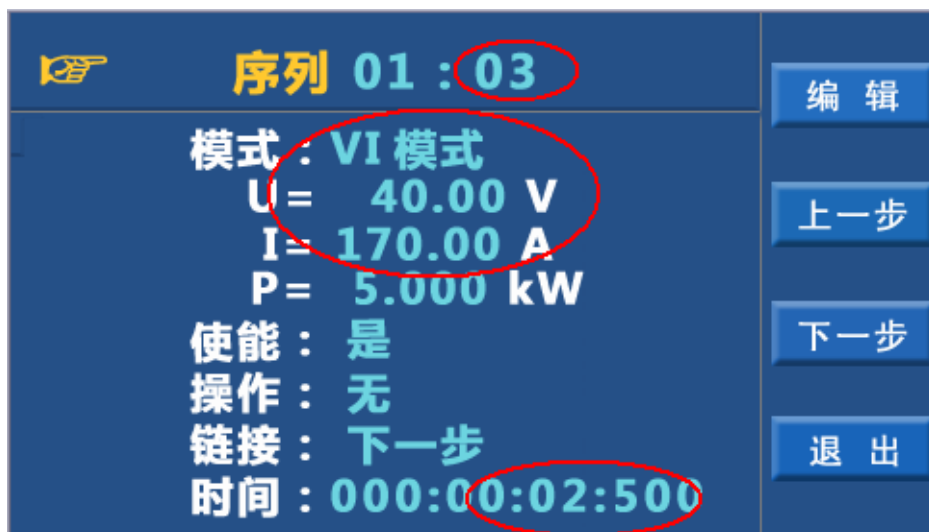 序列 01 : 03
模式 : VI 模式
U= 40.00 V
I= 170.00 A
P= 5.000 kW
使能 : 是
操作 : 无
链接 : 下一步
时间 : 000:00:02:500
编 辑
上一步
下一步
退 出